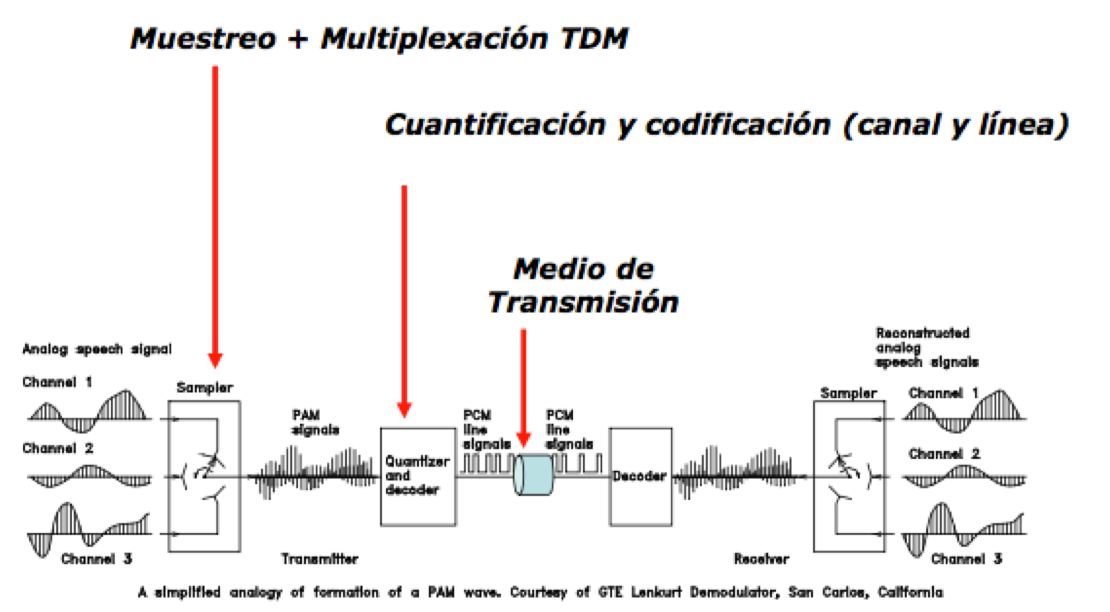 Muestreo + Multiplexación TDM
Cuantificación y codificación (canal y línea)
Medio de
Transmisión
Analog speech signal
Channel 1
Sampler
Channel 2
Channel 3
PAM
signals
Transmitter
Quantizer
and
decoder
PCM
line
signals
PCM
line
signals
Decoder
Receiver
Sampler
Reconstructed
analog
speech signals
Channel 1
Channel 2
Channel 3
A simplified analogy of formation of a PAM wave. Courtesy of GTE Lenkurt Demodulator, San Carlos, California